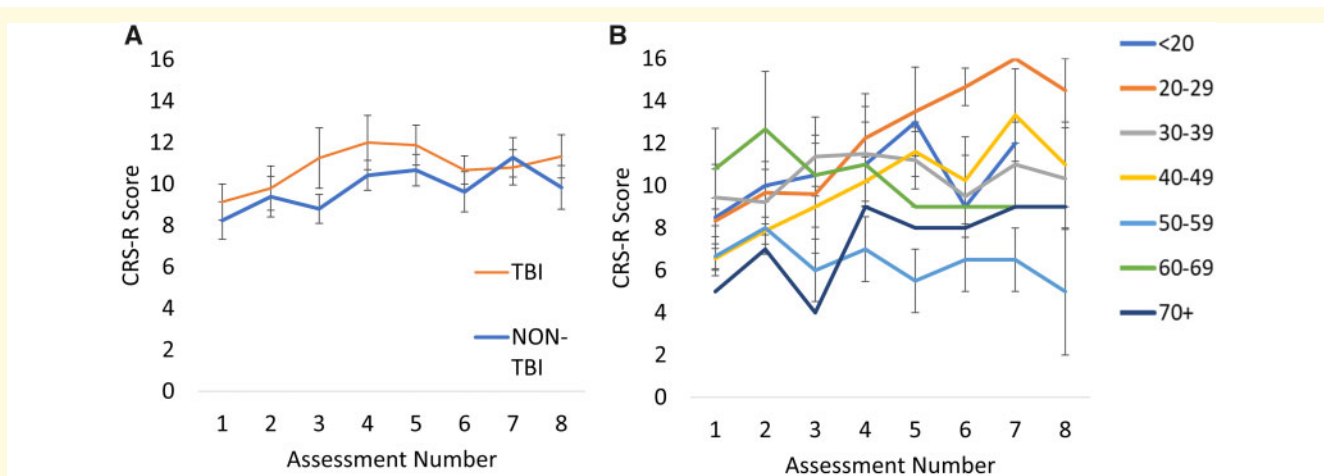 A
16
14
12
10
8
6
4
2
0
CRS-R Score
1 2 3 4 5 6 7 8
Assessment Number
TBI
NON-
TBI
B
16
14
12
10
8
6
4
2
0
CRS-R Score
1 2 3 4 5 6 7 8
Assessment Number
<20
20-29
30-39
40-49
50-59
60-69
70+